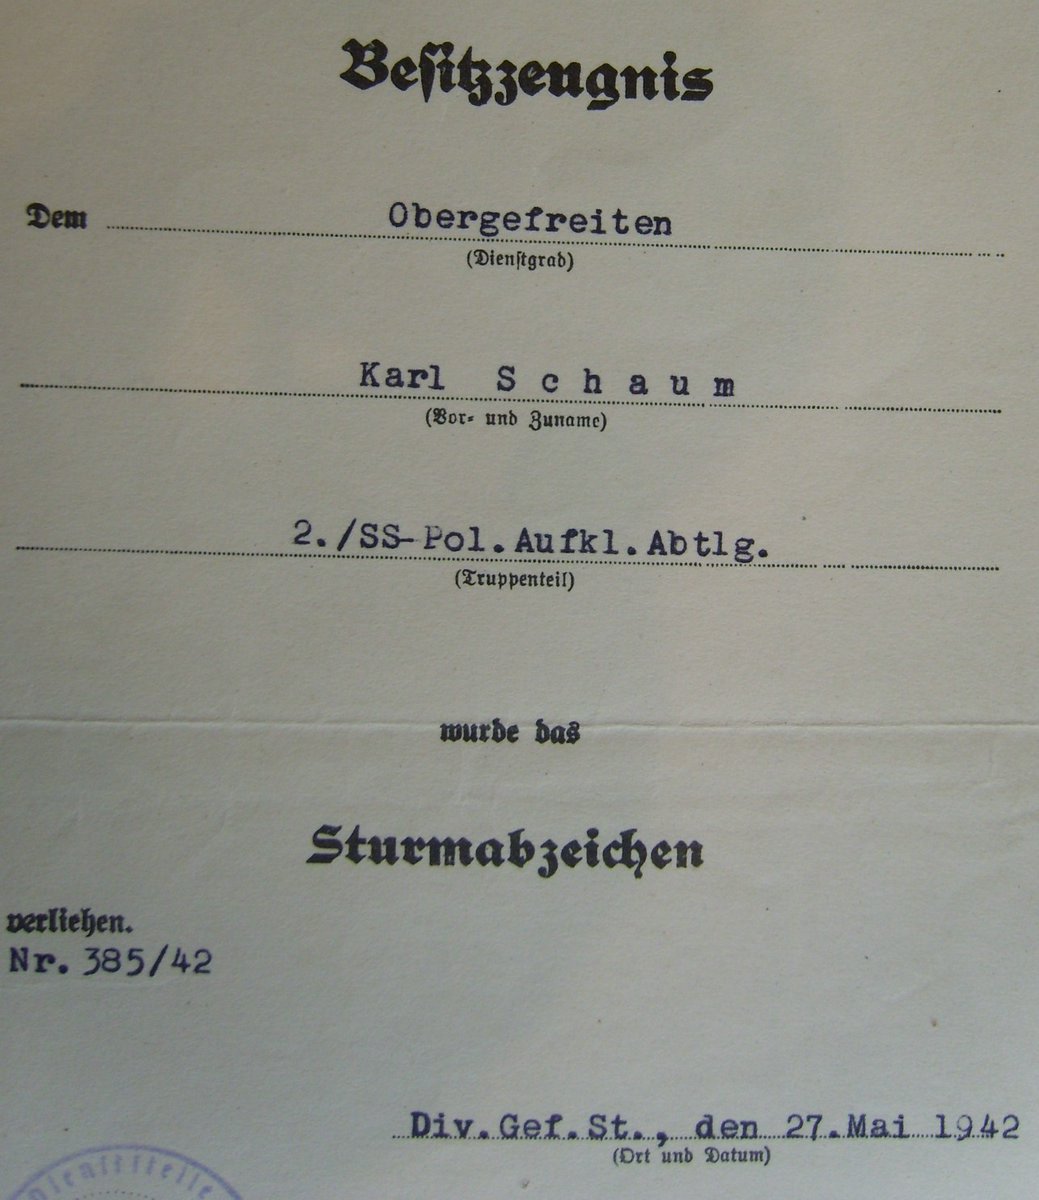 Besitzzeugnis
Dem Obergefreiten
(Dienstgrad)
Karl S c h a u m
(Vor- und Zuname)
2./SS-Pol.Aufkl.Abtlg.
(Truppenteil)
wurde das
Sturmabzeichen
verliehen.
Nr. 385/42
Div.Gef.St., den 27.Mai 1942
(Ort und Datum)
Dienststelle